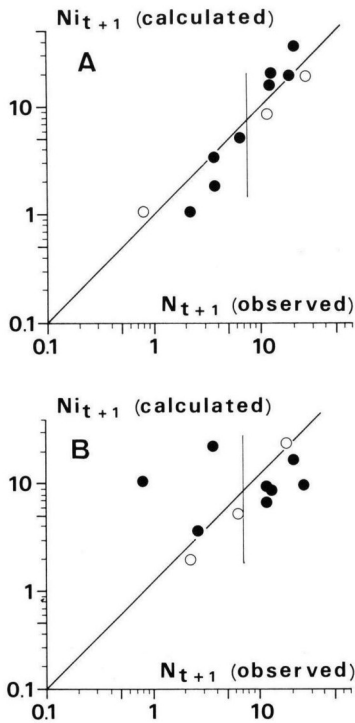 Ni t+1 (calculated)
A
10
1
0.1
N t+1 (observed)
0.1 1 10
Ni t+1 (calculated)
B
10
1
0.1
N t+1 (observed)
0.1 1 10